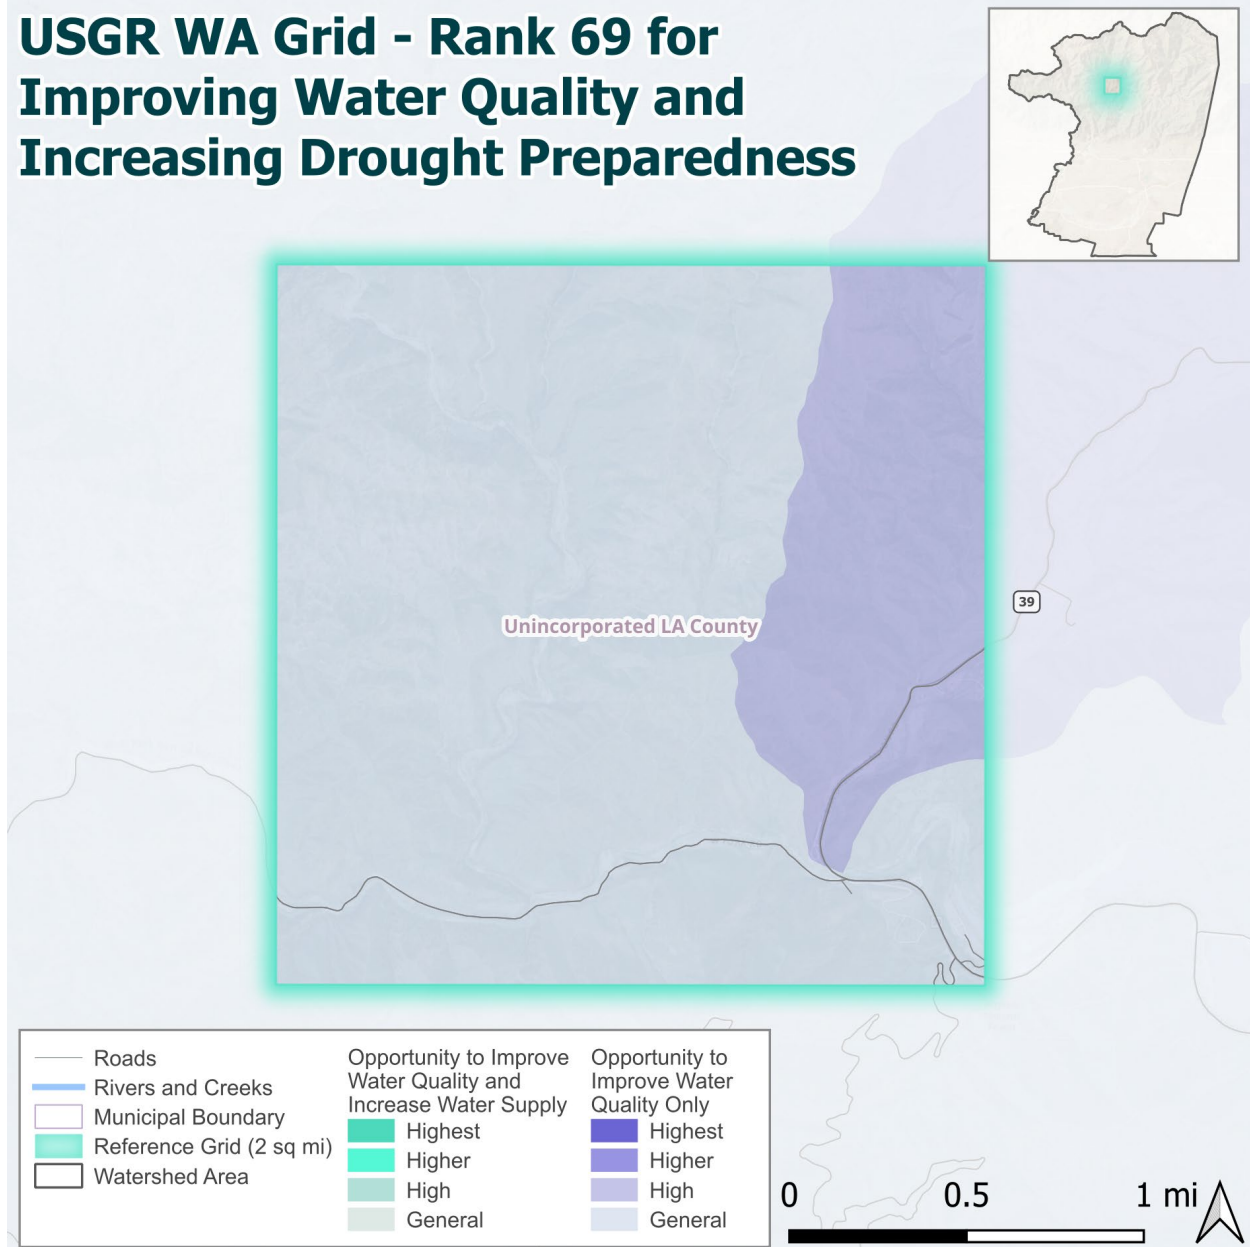 USGR WA Grid - Rank 69 for
Improving Water Quality and
Increasing Drought Preparedness
39
Unincorporated LA County
Roads
Rivers and Creeks
Municipal Boundary
Reference Grid (2 sq mi)
Watershed Area
Opportunity to Improve
Water Quality and
Increase Water Supply
Highest
Higher
High
General
Opportunity to
Improve Water
Quality Only
Highest
Higher
High
General
0 0.5 1 mi